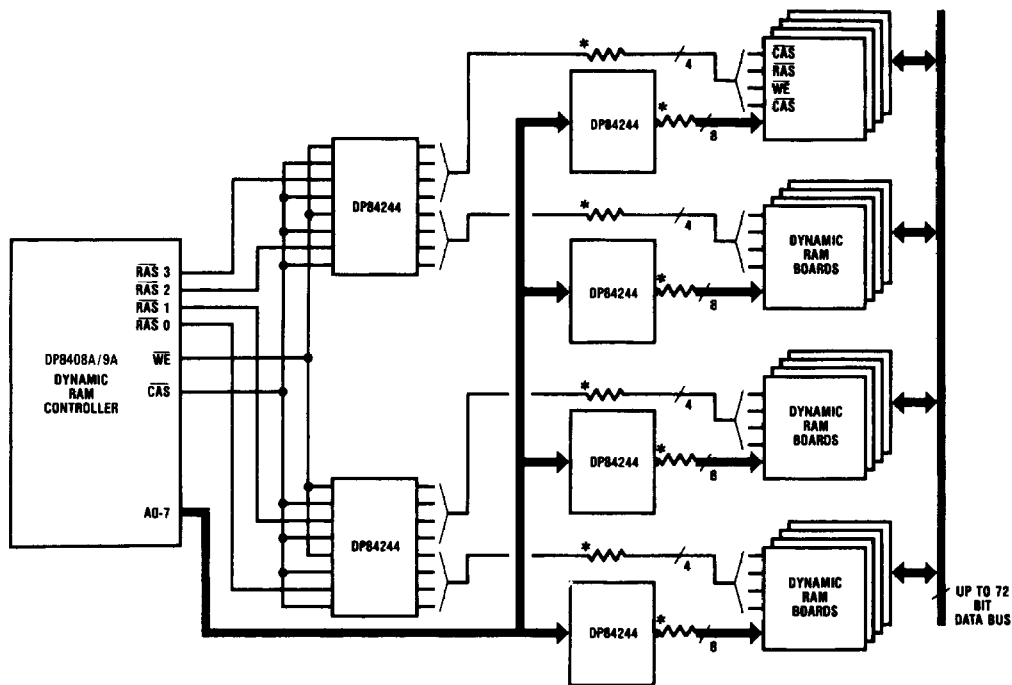 DP8408A/9A
DYNAMIC
RAM
CONTROLLER
RAS 3
RAS 2
RAS 1
RAS 0
WE
CAS
A0-7
DP84244
DP84244
*
4
DP84244
*
8
CAS
RAS
WE
CAS
*
4
DP84244
*
8
DYNAMIC
RAM
BOARDS
*
4
DP84244
*
8
DYNAMIC
RAM
BOARDS
*
4
DP84244
*
8
DYNAMIC
RAM
BOARDS
UP TO 72
BIT
DATA BUS